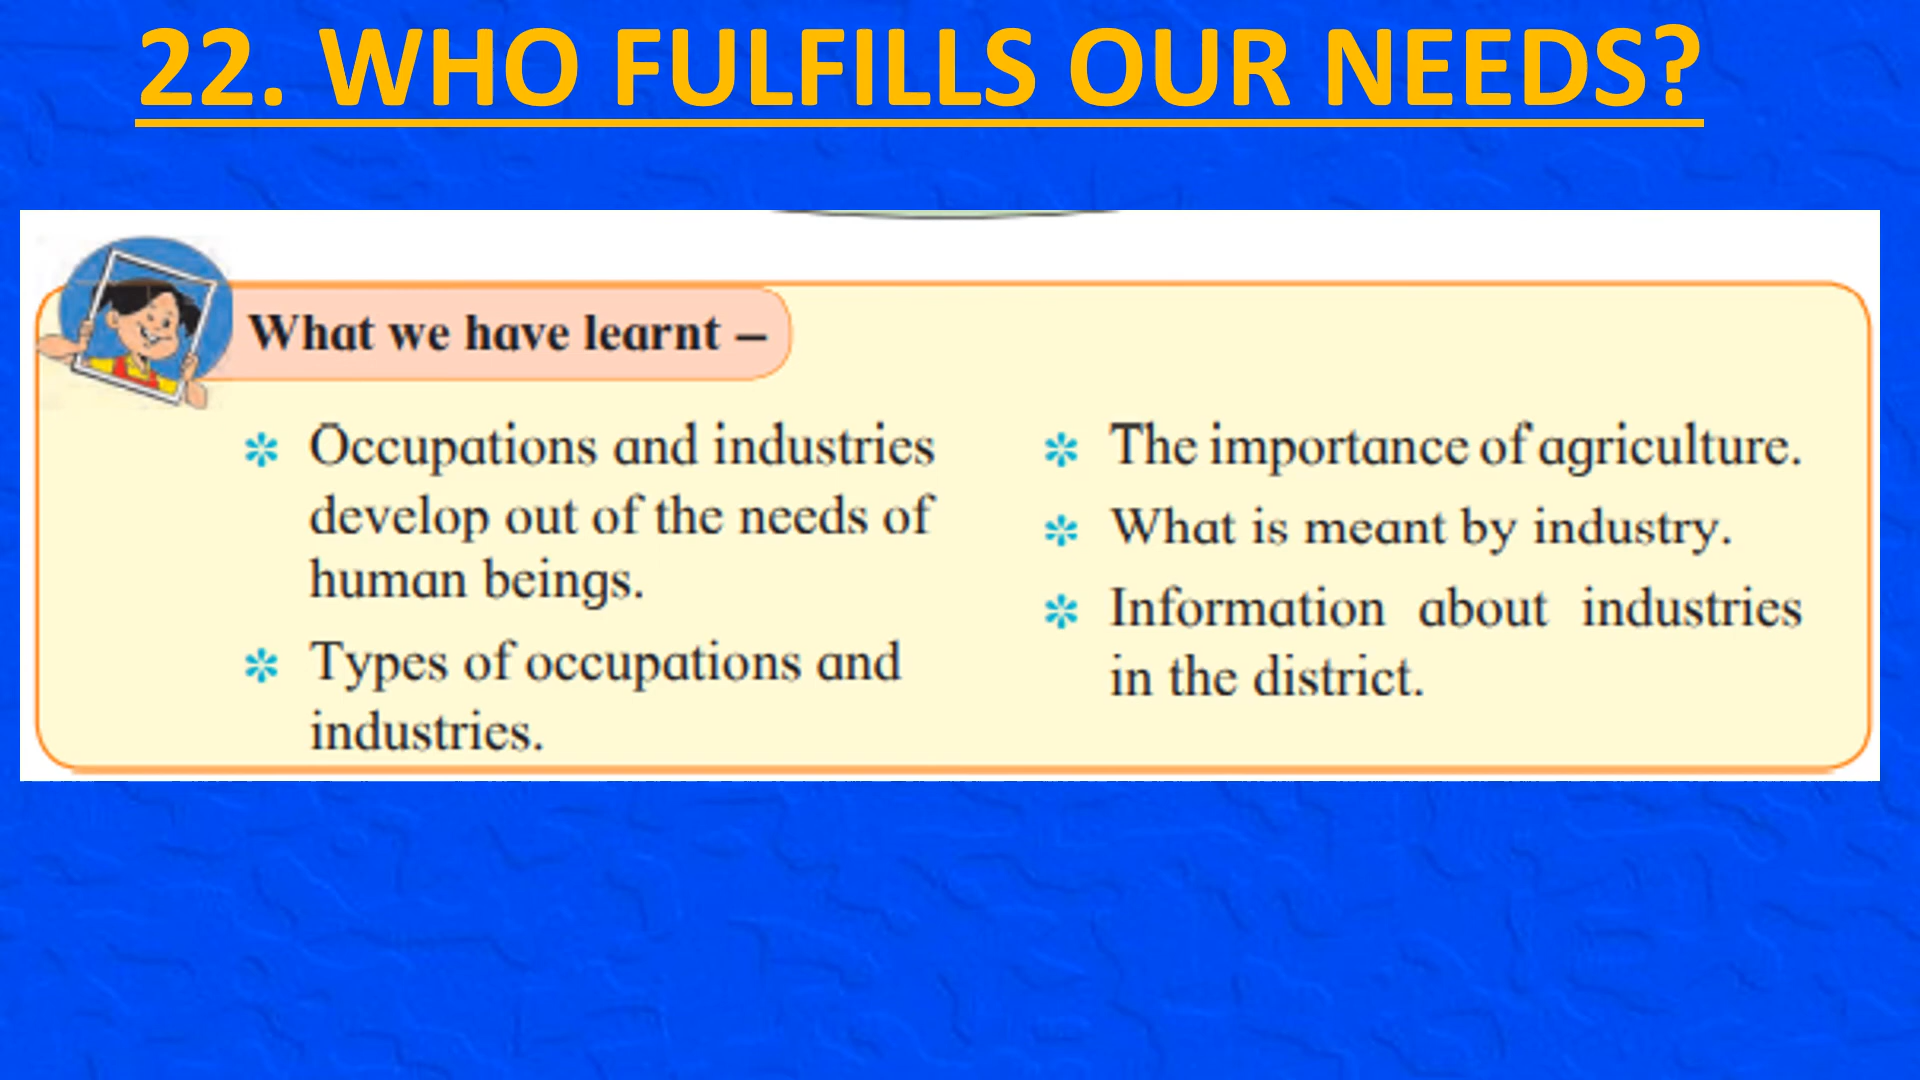 22. WHO FULFILLS OUR NEEDS?
What we have learnt –
✻ Occupations and industries
develop out of the needs of
human beings.
✻ Types of occupations and
industries.
✻ The importance of agriculture.
✻ What is meant by industry.
✻ Information about industries
in the district.